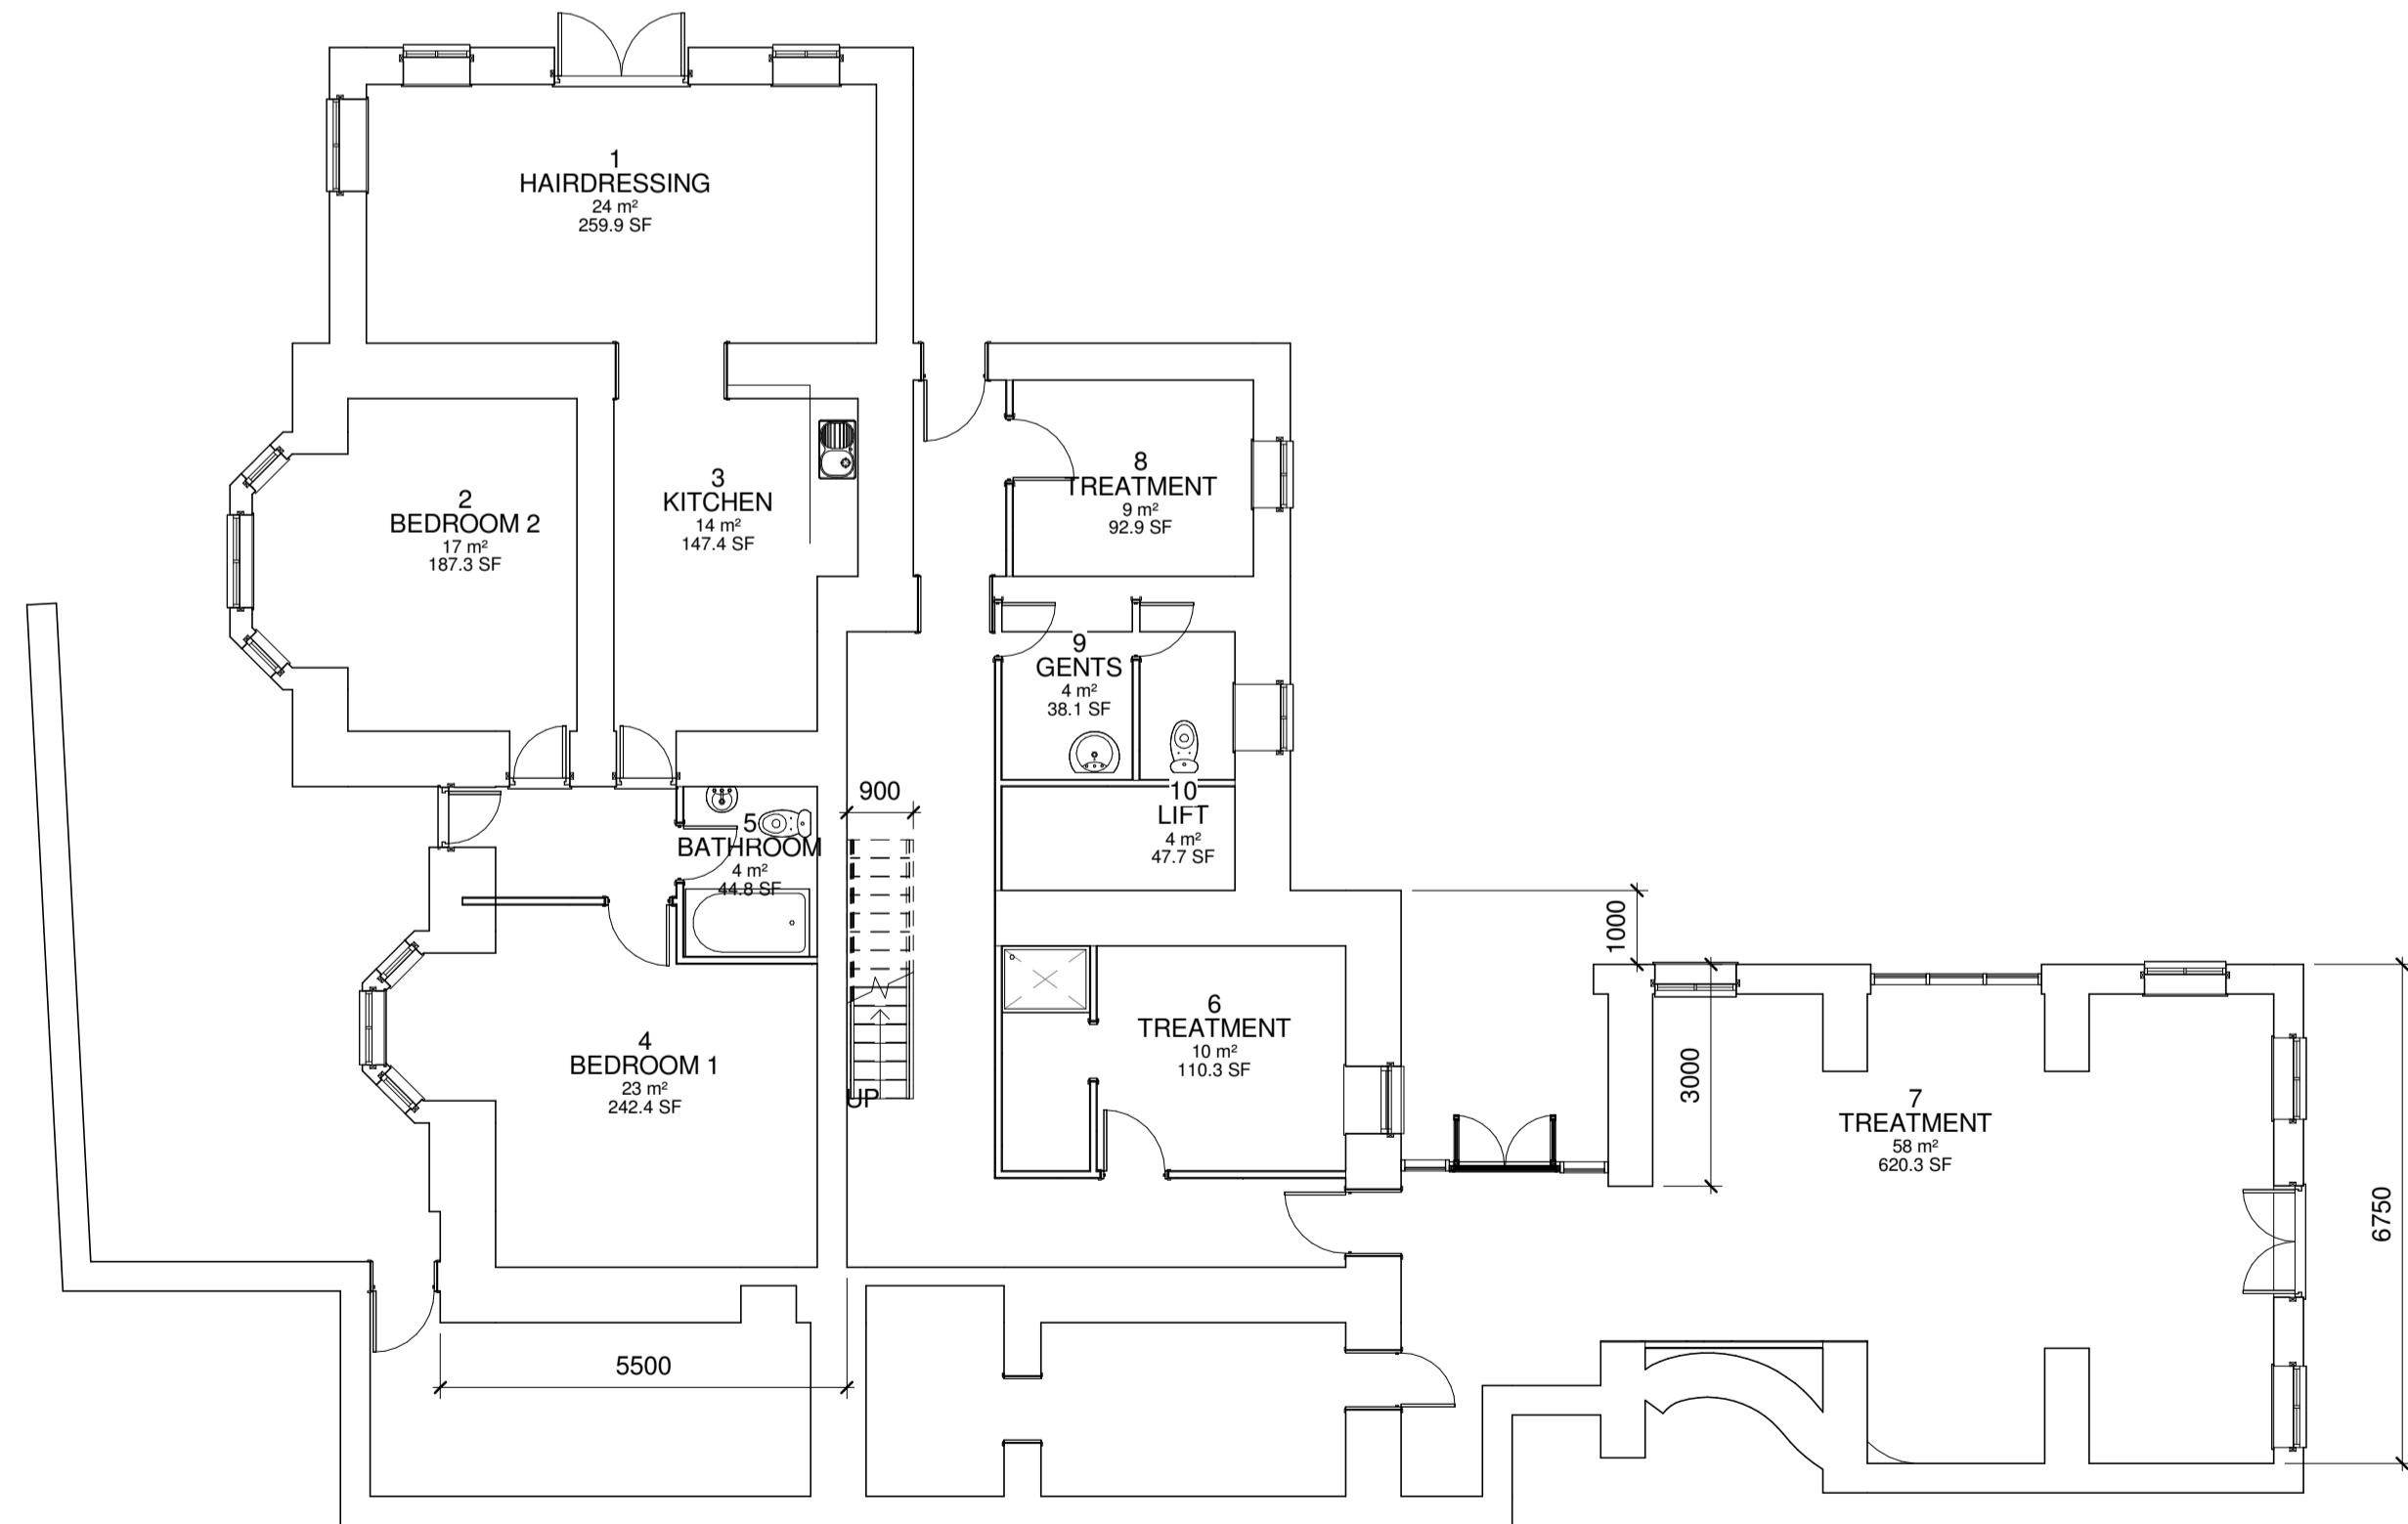 1
HAIRDRESSING
24 m²
259.9 SF
2
BEDROOM 2
17 m²
187.3 SF
3
KITCHEN
14 m²
147.4 SF
8
TREATMENT
9 m²
92.9 SF
9
GENTS
4 m²
38.1 SF
900
10
LIFT
4 m²
47.7 SF
5
BATHROOM
4 m²
44.8 SF
1000
4
BEDROOM 1
23 m²
242.4 SF
UP
6
TREATMENT
10 m²
110.3 SF
3000
7
TREATMENT
58 m²
620.3 SF
6750
5500